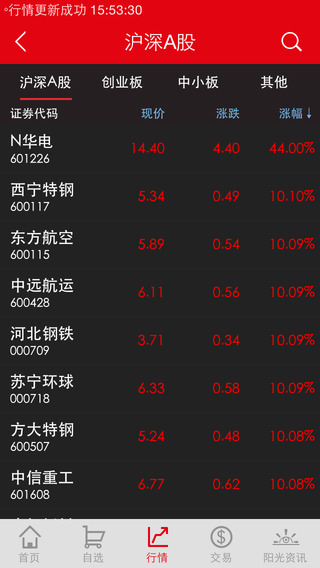 行情更新成功 15:53:30
沪深A股
沪深A股 创业板 中小板 其他
证券代码 现价 涨跌 涨幅↓
N华电 14.40 4.40 44.00%
601226
西宁特钢 5.34 0.49 10.10%
600117
东方航空 5.89 0.54 10.09%
600115
中远航运 6.11 0.56 10.09%
600428
河北钢铁 3.71 0.34 10.09%
000709
苏宁环球 6.33 0.58 10.09%
000718
方大特钢 5.24 0.48 10.08%
600507
中信重工 6.77 0.62 10.08%
601608
首页 自选 行情 交易 阳光资讯